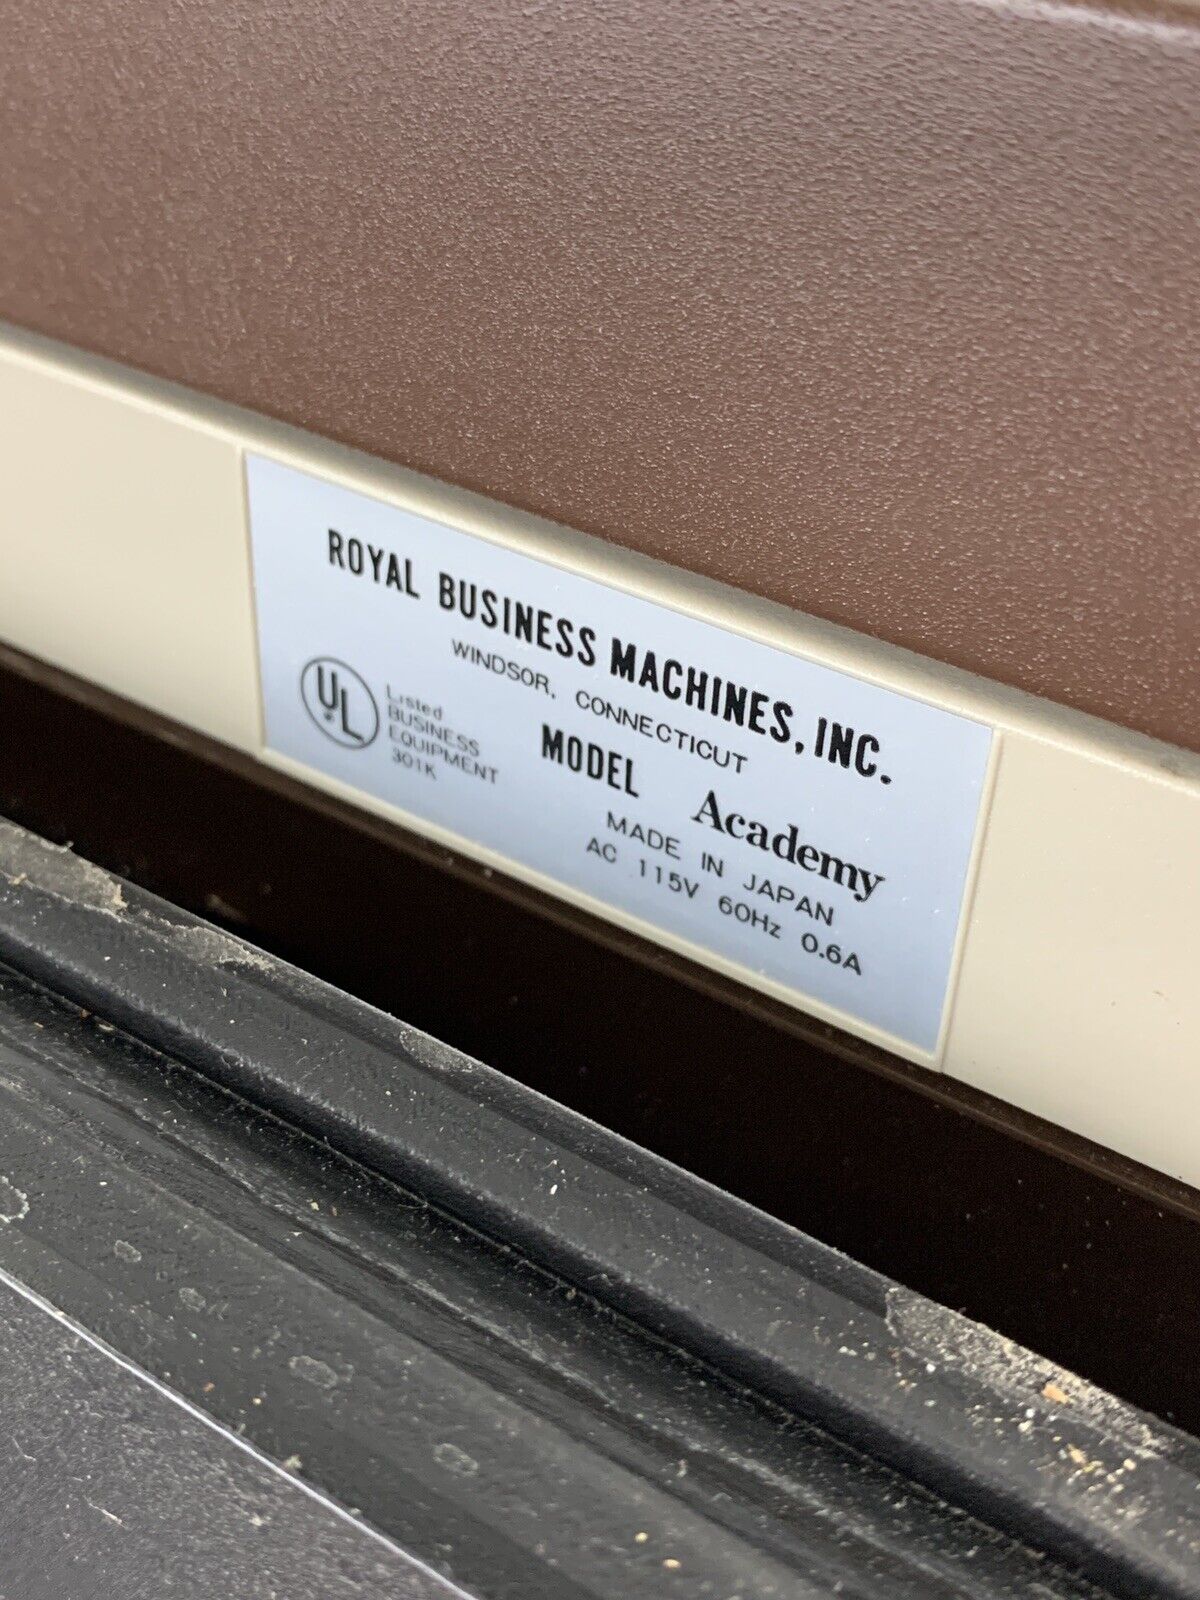 ROYAL BUSINESS MACHINES, INC.
WINDSOR, CONNECTICUT
UL
®
Listed
BUSINESS
EQUIPMENT
301K
MODEL Academy
MADE IN JAPAN
AC 115V 60Hz 0.6A